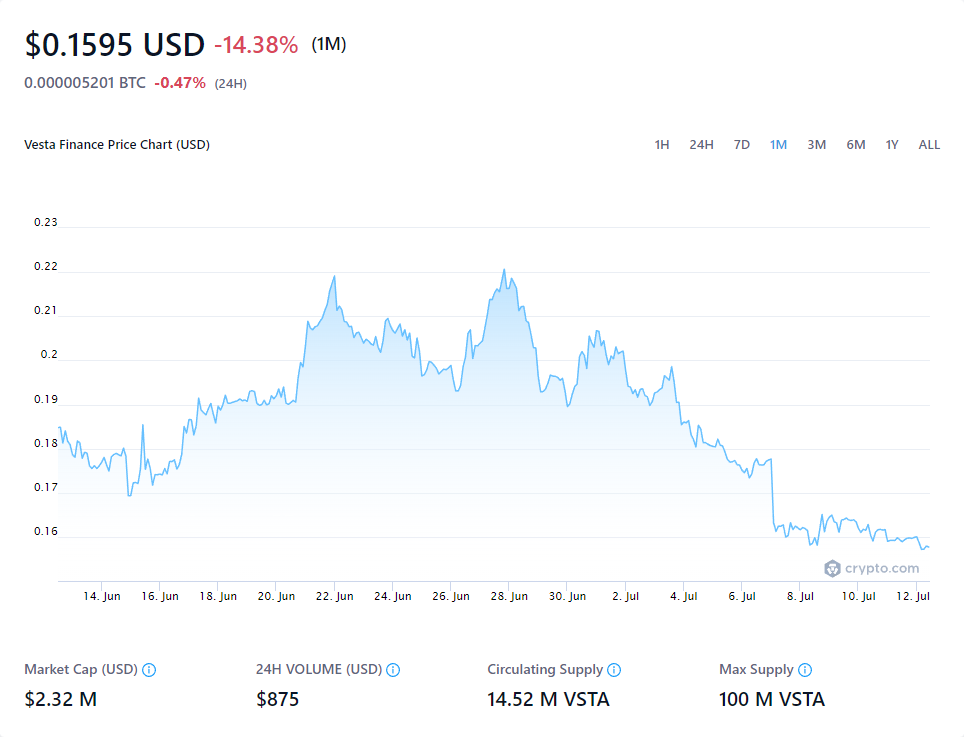 $0.1595 USD -14.38% (1M)
0.000005201 BTC -0.47% (24H)
Vesta Finance Price Chart (USD) 1H 24H 7D 1M 3M 6M 1Y ALL
0.23
0.22
0.21
0.2
0.19
0.18
0.17
0.16
crypto.com
14. Jun 16. Jun 18. Jun 20. Jun 22. Jun 24. Jun 26. Jun 28. Jun 30. Jun 2. Jul 4. Jul 6. Jul 8. Jul 10. Jul 12. Jul
Market Cap (USD) 24H VOLUME (USD) Circulating Supply Max Supply
$2.32 M $875 14.52 M VSTA 100 M VSTA